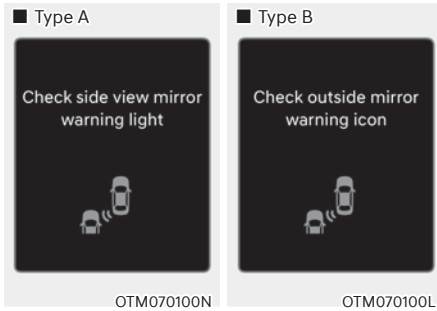 ■ Type A
Check side view mirror
warning light
OTM070100N
■ Type B
Check outside mirror
warning icon
OTM070100L